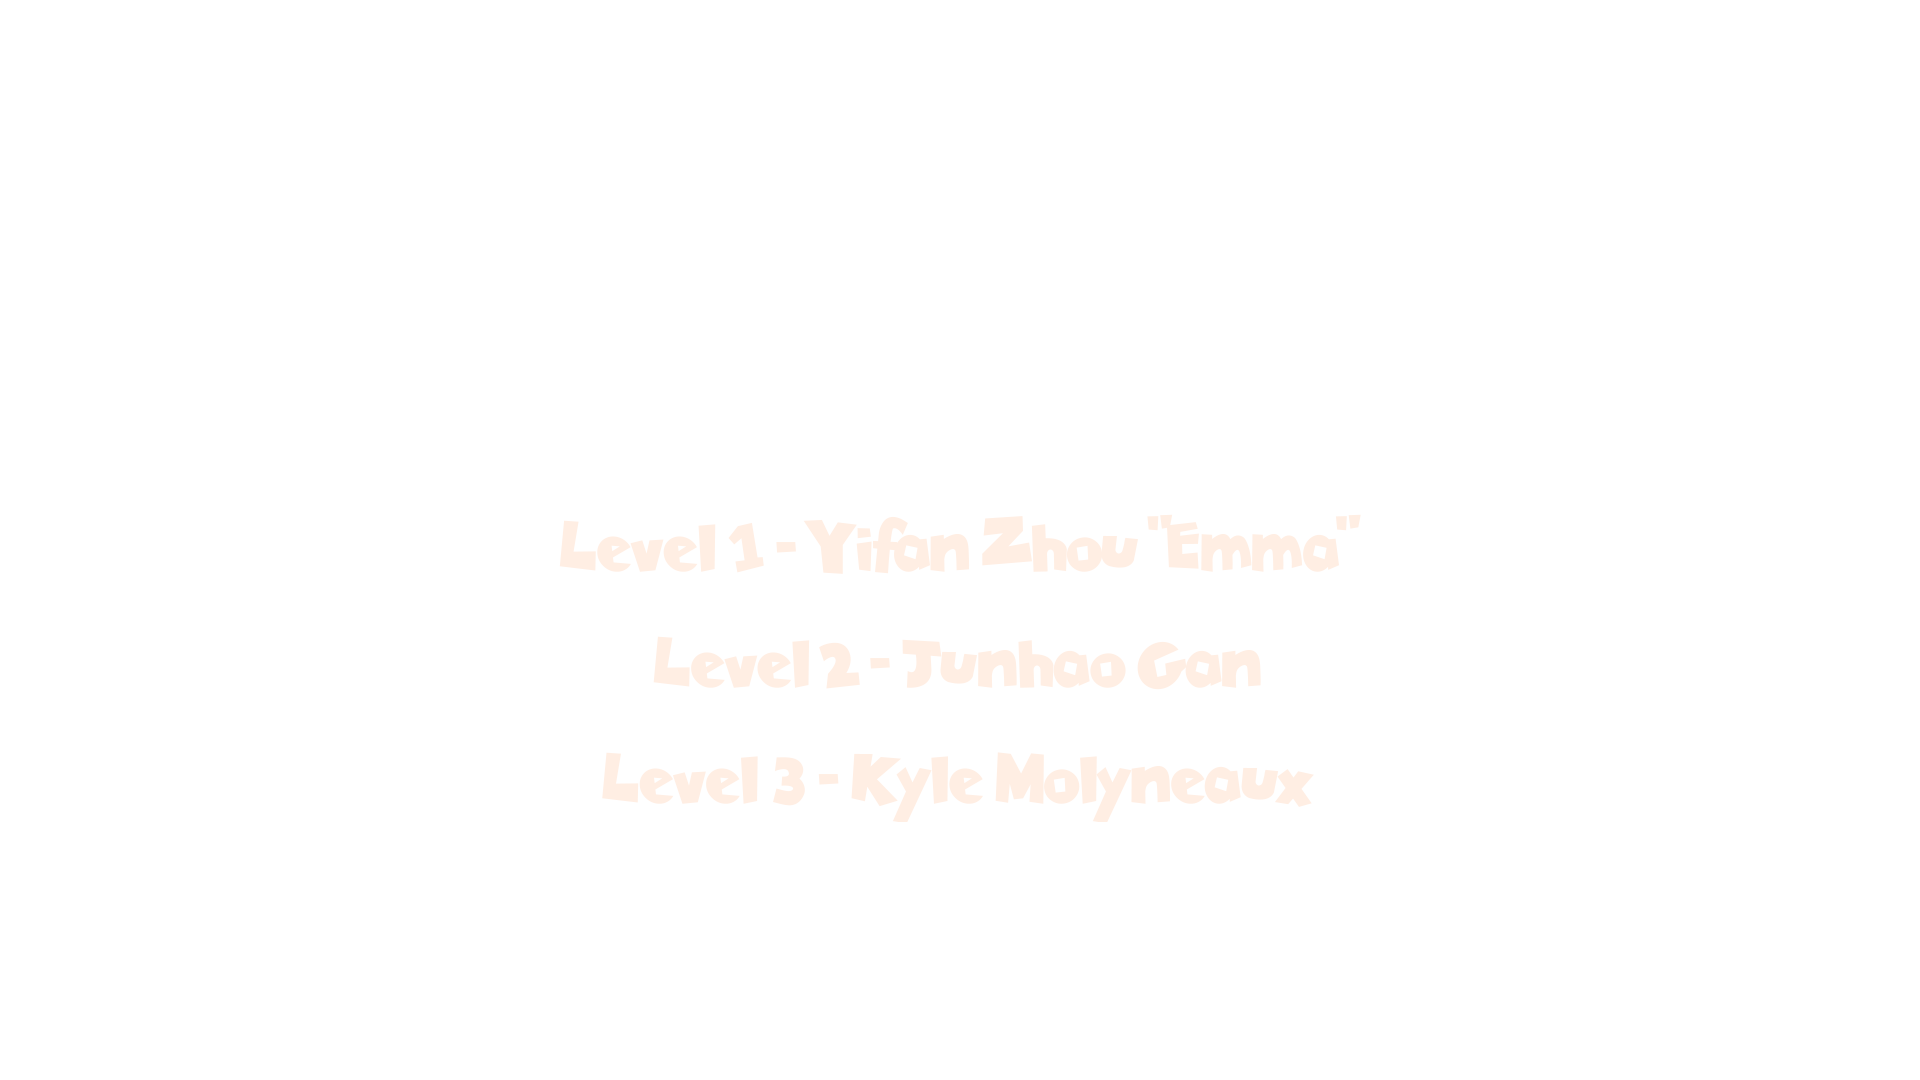 Level 1 - Yifan Zhou "Emma"
Level 2 - Junhao Gan
Level 3 - Kyle Molyneaux